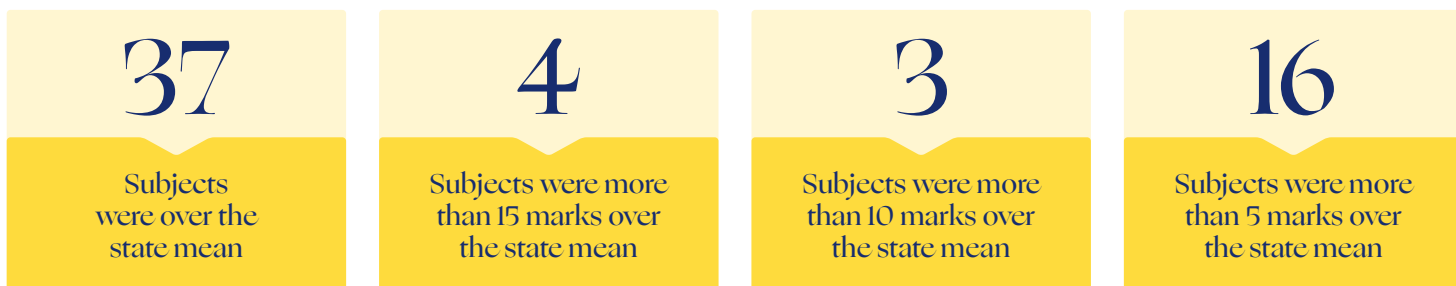 37
Subjects
were over the
state mean
4
Subjects were more
than 15 marks over
the state mean
3
Subjects were more
than 10 marks over
the state mean
16
Subjects were more
than 5 marks over
the state mean